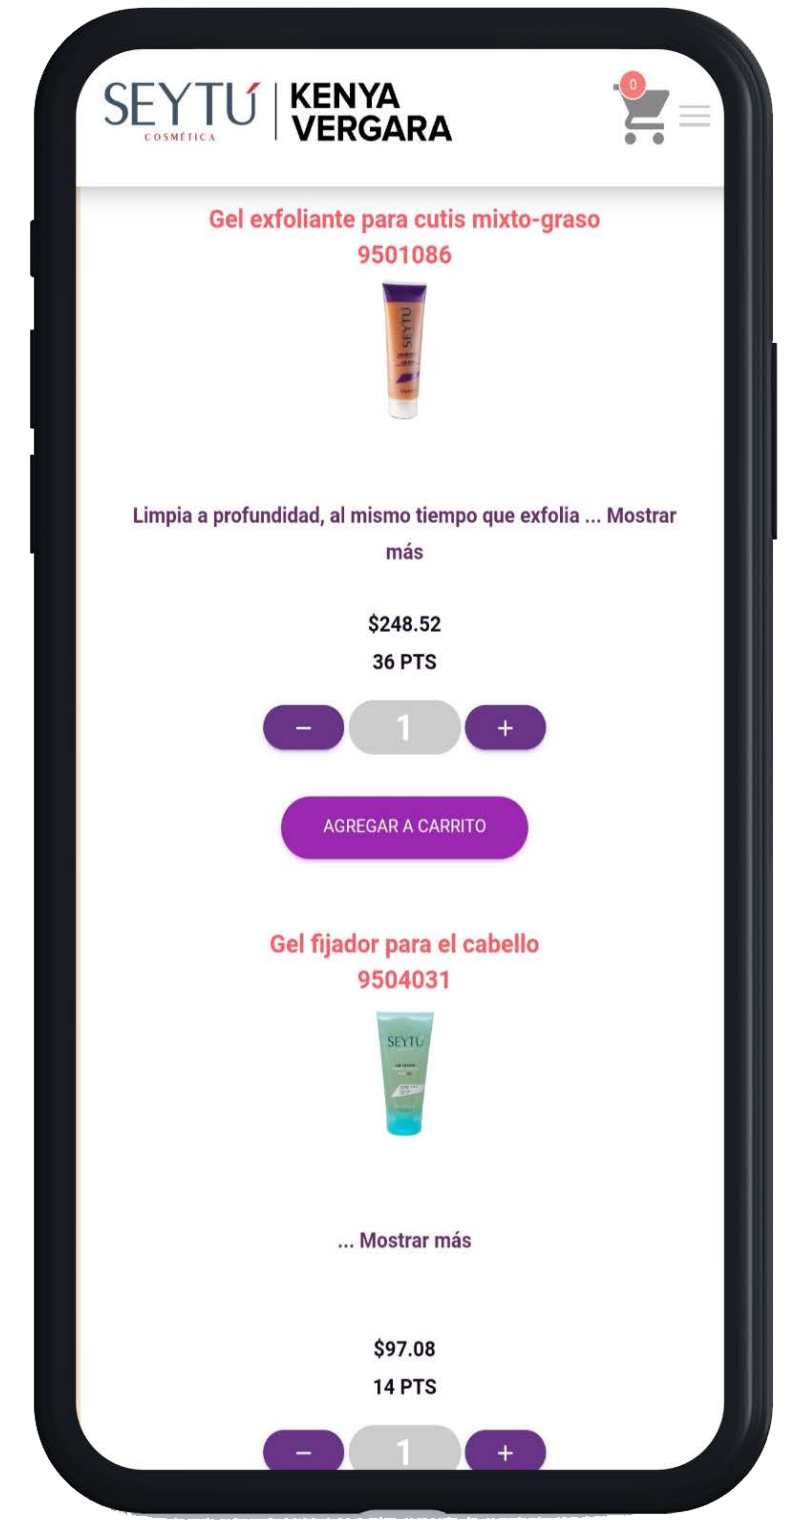 SEYTÚ
COSMÉTICA
KENYA
VERGARA
0
Gel exfoliante para cutis mixto-graso
9501086
SEYTÚ
Limpia a profundidad, al mismo tiempo que exfolia ... Mostrar
más
$248.52
36 PTS
− 1 +
AGREGAR A CARRITO
Gel fijador para el cabello
9504031
SEYTÚ
... Mostrar más
$97.08
14 PTS
− 1 +